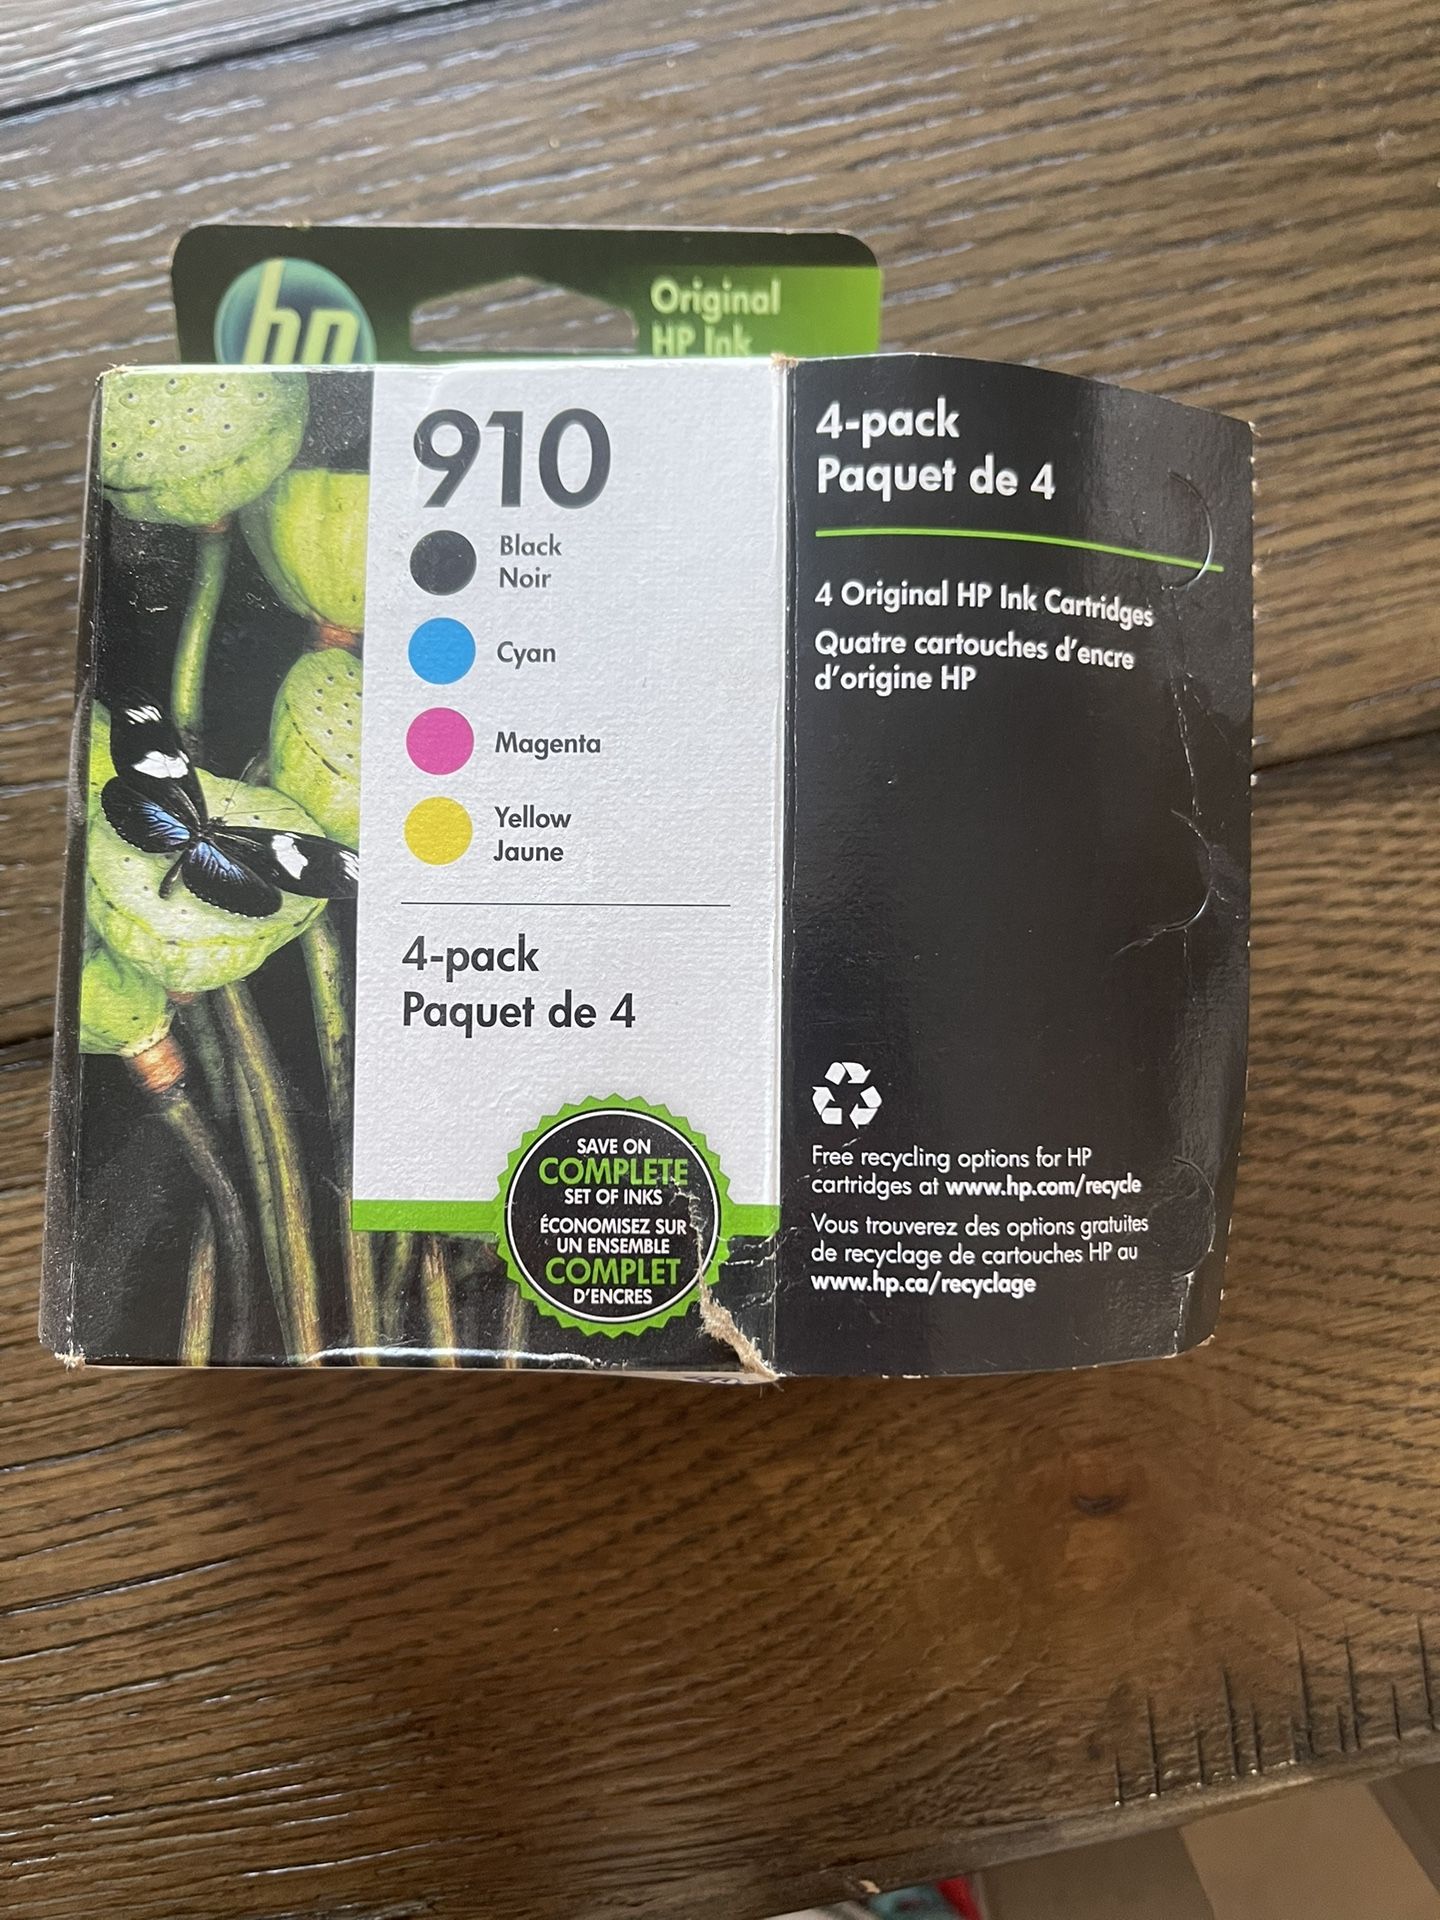 hp
Original
HP Ink
910
Black
Noir
Cyan
Magenta
Yellow
Jaune
4-pack
Paquet de 4
SAVE ON
COMPLETE
SET OF INKS
ÉCONOMISEZ SUR
UN ENSEMBLE
COMPLET
D'ENCRES
4-pack
Paquet de 4
4 Original HP Ink Cartridges
Quatre cartouches d'encre
d'origine HP
Free recycling options for HP
cartridges at www.hp.com/recycle
Vous trouverez des options gratuites
de recyclage de cartouches HP au
www.hp.ca/recyclage